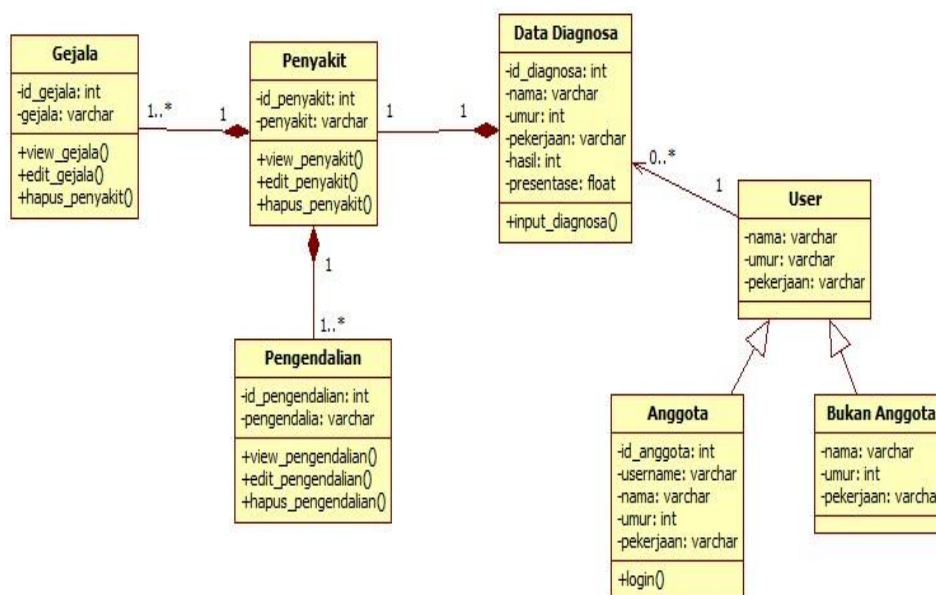 Gejala
-id_gejala: int
-gejala: varchar
+view_gejala()
+edit_gejala()
+hapus_penyakit()
1..*
1
Penyakit
-id_penyakit: int
-penyakit: varchar
+view_penyakit()
+edit_penyakit()
+hapus_penyakit()
1
1
Data Diagnosa
-id_diagnosa: int
-nama: varchar
-umur: int
-pekerjaan: varchar
-hasil: int
-presentase: float
+input_diagnosa()
0..*
1
User
-nama: varchar
-umur: varchar
-pekerjaan: varchar
1
1..*
Pengendalian
-id_pengendalian: int
-pengendalia: varchar
+view_pengendalian()
+edit_pengendalian()
+hapus_pengendalian()
Anggota
-id_anggota: int
-username: varchar
-nama: varchar
-umur: int
-pekerjaan: varchar
+login()
Bukan Anggota
-nama: varchar
-umur: int
-pekerjaan: varchar